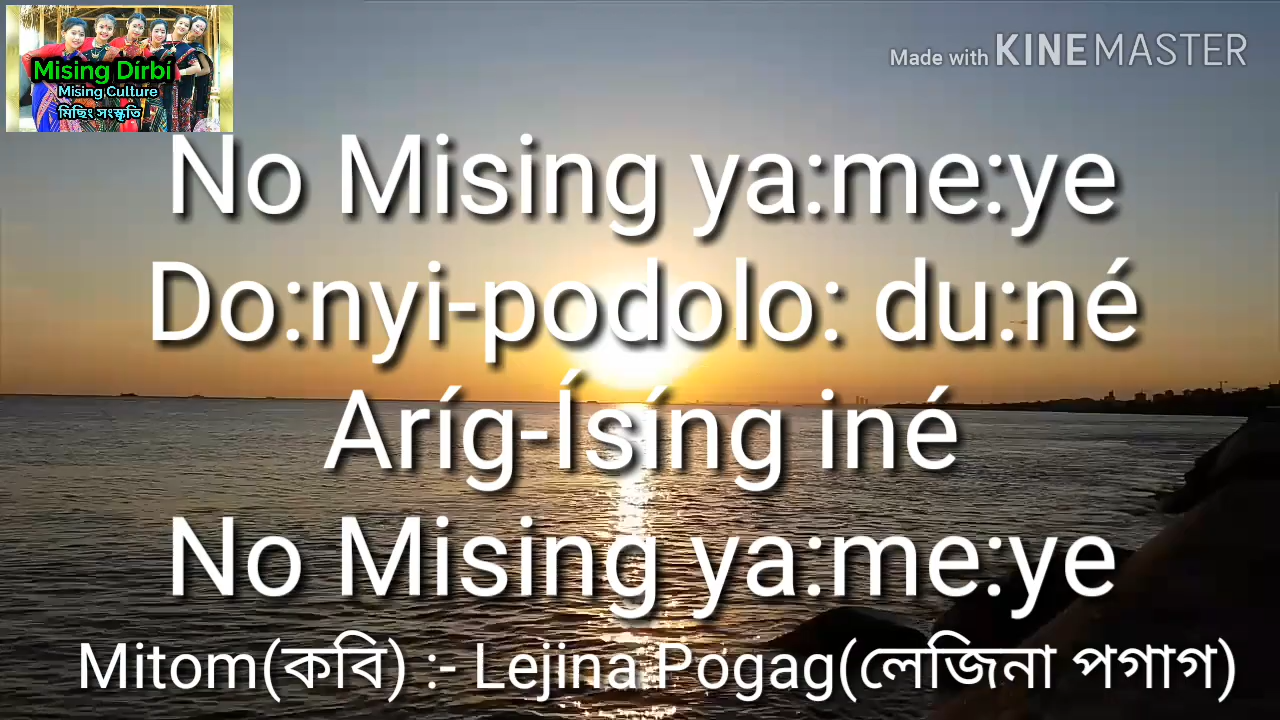 Mising Dírbí
Mising Culture
মিছিং সংস্কৃতি
Made with KINEMASTER
No Mising ya:me:ye
Do:nyi-podolo: du:né
Aríg-Ísíng iné
No Mising ya:me:ye
Mitom(কবি) :- Lejina Pogag(লেজিনা পগাগ)